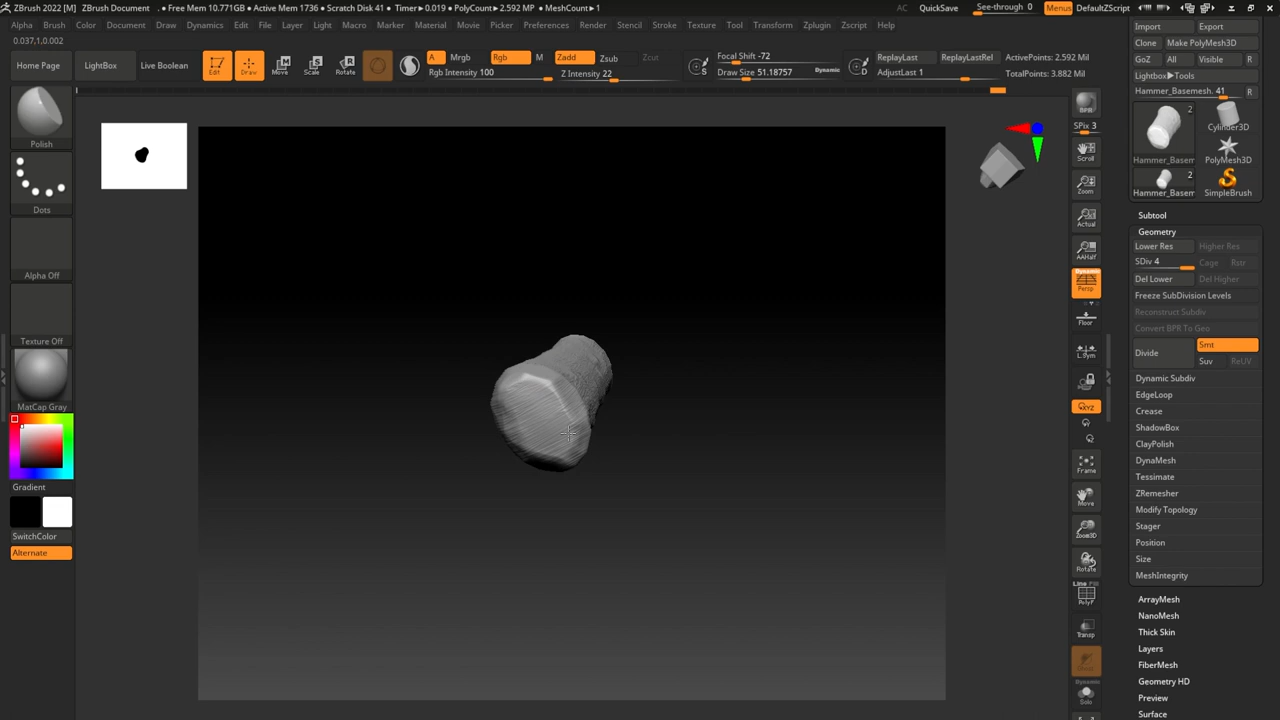 ZBrush 2022 [M] ZBrush Document , • Free Mem 10.771GB • Active Mem 1736 • Scratch Disk 41 • Timer▶0.019 • PolyCount▶2.592 MP • MeshCount▶1 AC QuickSave See-through 0 Menus DefaultZScript
Alpha Brush Color Document Draw Dynamics Edit File Layer Light Macro Marker Material Movie Picker Preferences Render Stencil Stroke Texture Tool Transform Zplugin Zscript Help
0.037,1,0.002
Home Page LightBox Live Boolean Edit Draw Move Scale Rotate A Mrgb Rgb M Zadd Zsub Zcut
Rgb Intensity 100 Z Intensity 22
Focal Shift -72
Draw Size 51.18757 Dynamic
ReplayLast ReplayLastRel ActivePoints: 2.592 Mil
AdjustLast 1 TotalPoints: 3.882 Mil
Polish
Dots
Alpha Off
Texture Off
MatCap Gray
Gradient
SwitchColor
Alternate
BPR
SPix 3
Scroll
Zoom
Actual
AAHalf
Dynamic
Persp
Floor
L.Sym
XYZ
Frame
Move
Zoom3D
Rotate
Line Fill
PolyF
Transp
Dynamic
Solo
Import Export
Clone Make PolyMesh3D
GoZ All Visible R
Lightbox▶Tools
Hammer_Basemesh. 41 R
2
Hammer_Basem Cylinder3D
PolyMesh3D
2
Hammer_Basem SimpleBrush
Subtool
Geometry
Lower Res Higher Res
SDiv 4 Cage Rstr
Del Lower Del Higher
Freeze SubDivision Levels
Reconstruct Subdiv
Convert BPR To Geo
Divide Smt
Suv ReUV
Dynamic Subdiv
EdgeLoop
Crease
ShadowBox
ClayPolish
DynaMesh
Tessimate
ZRemesher
Modify Topology
Stager
Position
Size
MeshIntegrity
ArrayMesh
NanoMesh
Thick Skin
Layers
FiberMesh
Geometry HD
Preview
Surface